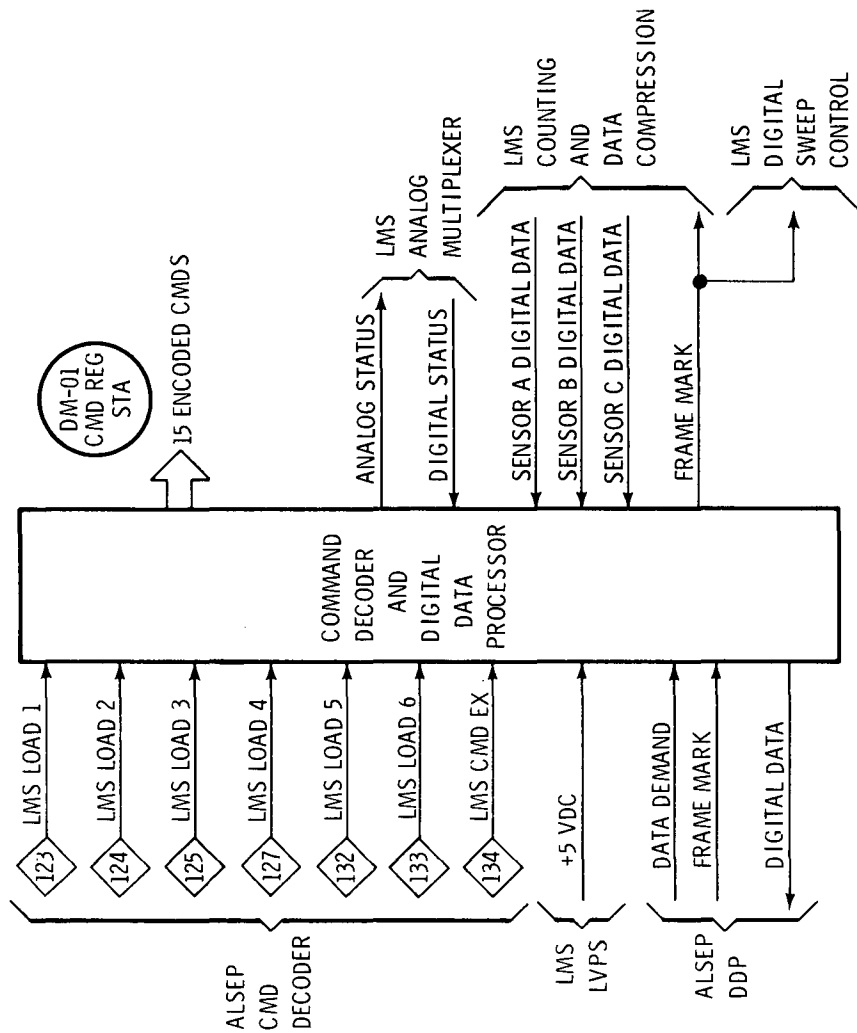 DM-01
CMD REG
STA
15 ENCODED CMDS
123
LMS LOAD 1
124
LMS LOAD 2
125
LMS LOAD 3
127
LMS LOAD 4
132
LMS LOAD 5
133
LMS LOAD 6
134
LMS CMD EX
ALSEP
CMD
DECODER
+5 VDC
LMS
LVPS
DATA DEMAND
FRAME MARK
DIGITAL DATA
ALSEP
DDP
COMMAND
DECODER
AND
DIGITAL
DATA
PROCESSOR
ANALOG STATUS
DIGITAL STATUS
LMS
ANALOG
MULTIPLEXER
SENSOR A DIGITAL DATA
SENSOR B DIGITAL DATA
SENSOR C DIGITAL DATA
FRAME MARK
LMS
COUNTING
AND
DATA
COMPRESSION
LMS
DIGITAL
SWEEP
CONTROL